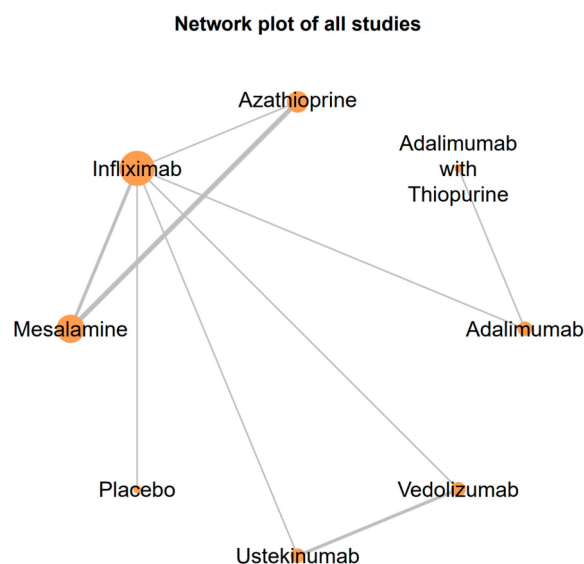 Network plot of all studies
Azathioprine
Adalimumab
with
Thiopurine
Infliximab
Mesalamine
Adalimumab
Placebo
Vedolizumab
Ustekinumab